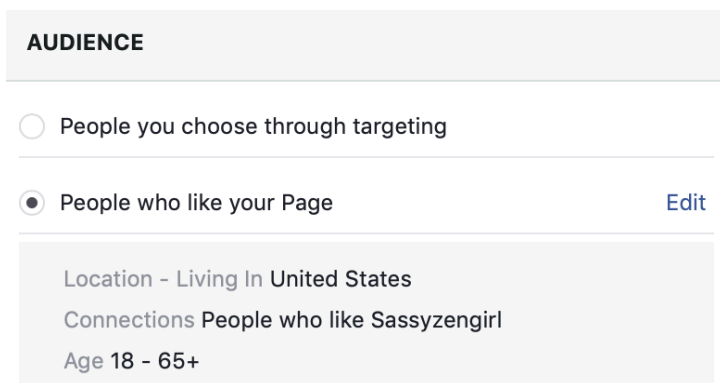 AUDIENCE
People you choose through targeting
People who like your Page Edit
Location - Living In United States
Connections People who like Sassyzengirl
Age 18 - 65+